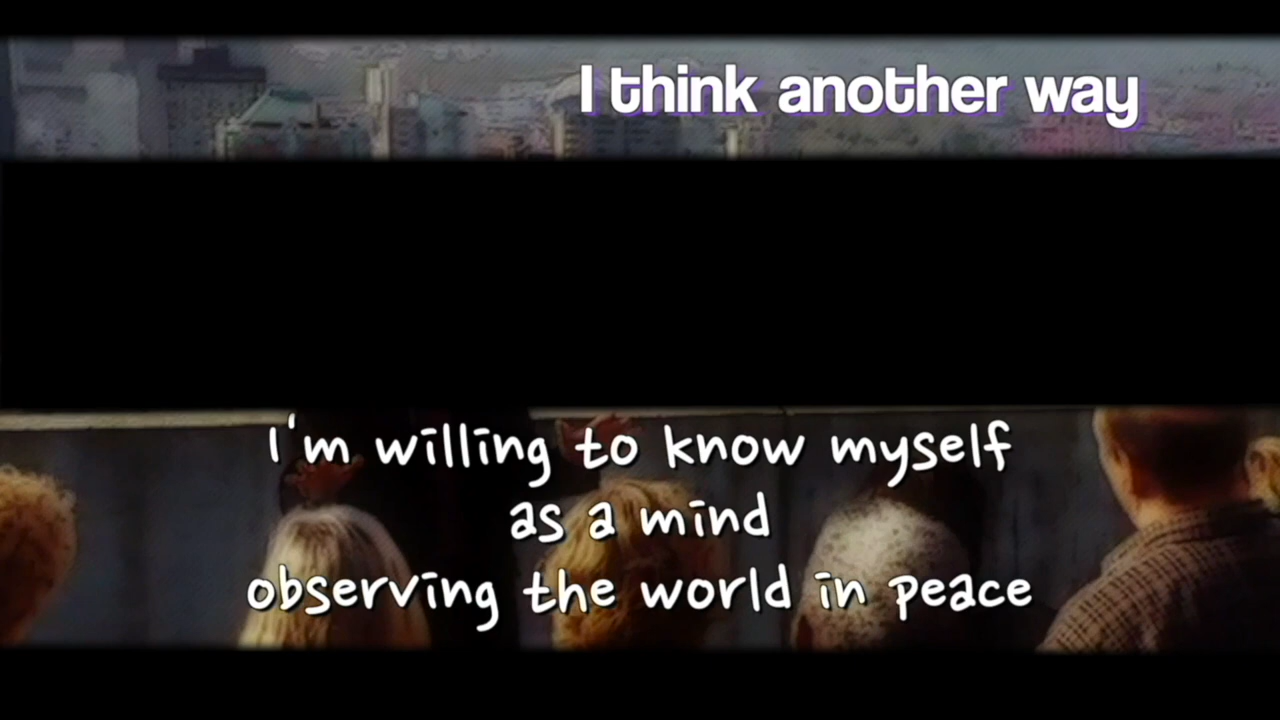 I think another way
I'm willing to know myself
as a mind
observing the world in peace